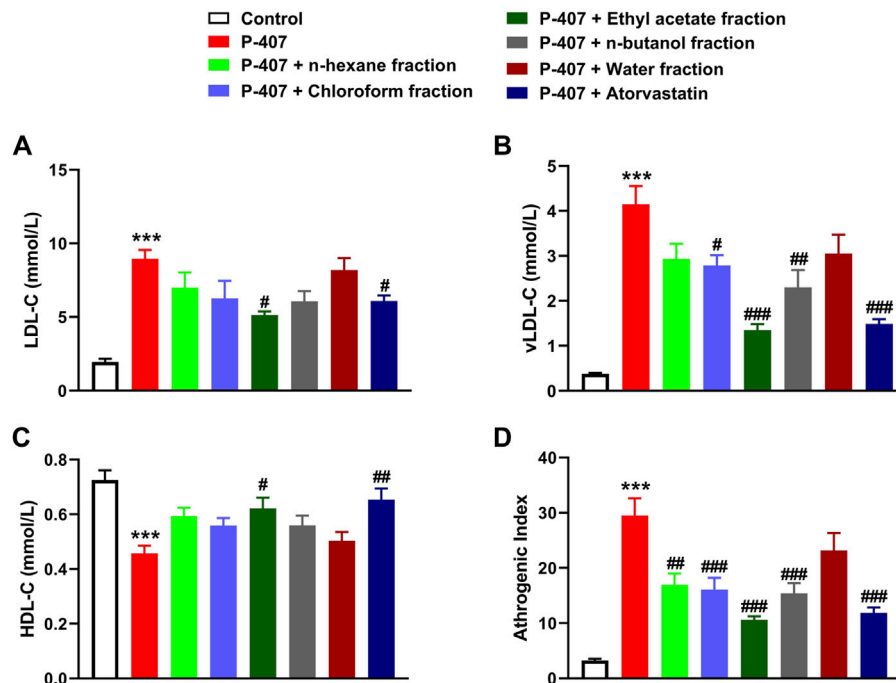 Control
P-407
P-407 + n-hexane fraction
P-407 + Chloroform fraction
P-407 + Ethyl acetate fraction
P-407 + n-butanol fraction
P-407 + Water fraction
P-407 + Atorvastatin
A
LDL-C (mmol/L)
15
10
5
0
***
#
#
B
vLDL-C (mmol/L)
5
4
3
2
1
0
***
#
###
##
###
C
HDL-C (mmol/L)
0.8
0.6
0.4
0.2
0.0
***
#
##
D
Athrogenic Index
40
30
20
10
0
***
##
###
###
###
###